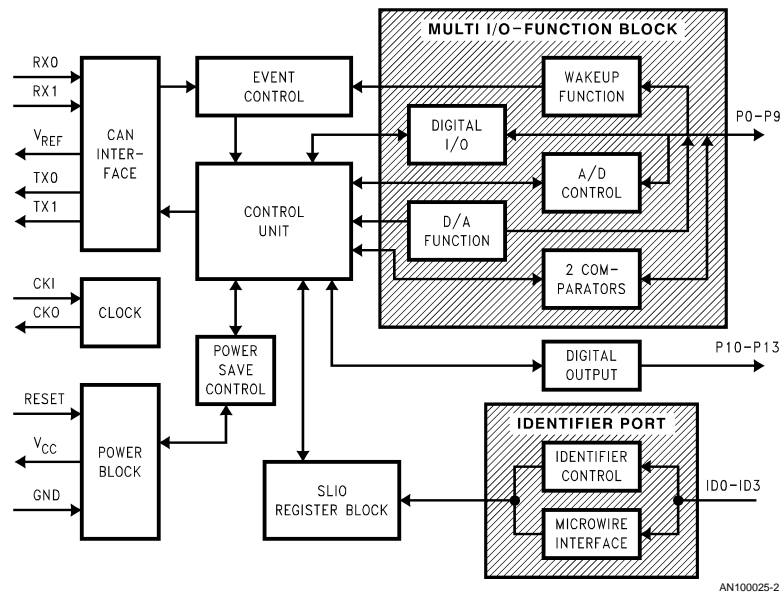 MULTI I/O-FUNCTION BLOCK
RX0
RX1
VREF
TX0
TX1
CAN
INTER-
FACE
EVENT
CONTROL
WAKEUP
FUNCTION
P0-P9
DIGITAL
I/O
CONTROL
UNIT
A/D
CONTROL
D/A
FUNCTION
2 COM-
PARATORS
CKI
CKO
CLOCK
POWER
SAVE
CONTROL
DIGITAL
OUTPUT
P10-P13
RESET
VCC
GND
POWER
BLOCK
IDENTIFIER PORT
IDENTIFIER
CONTROL
ID0-ID3
SLIO
REGISTER BLOCK
MICROWIRE
INTERFACE
AN100025-2